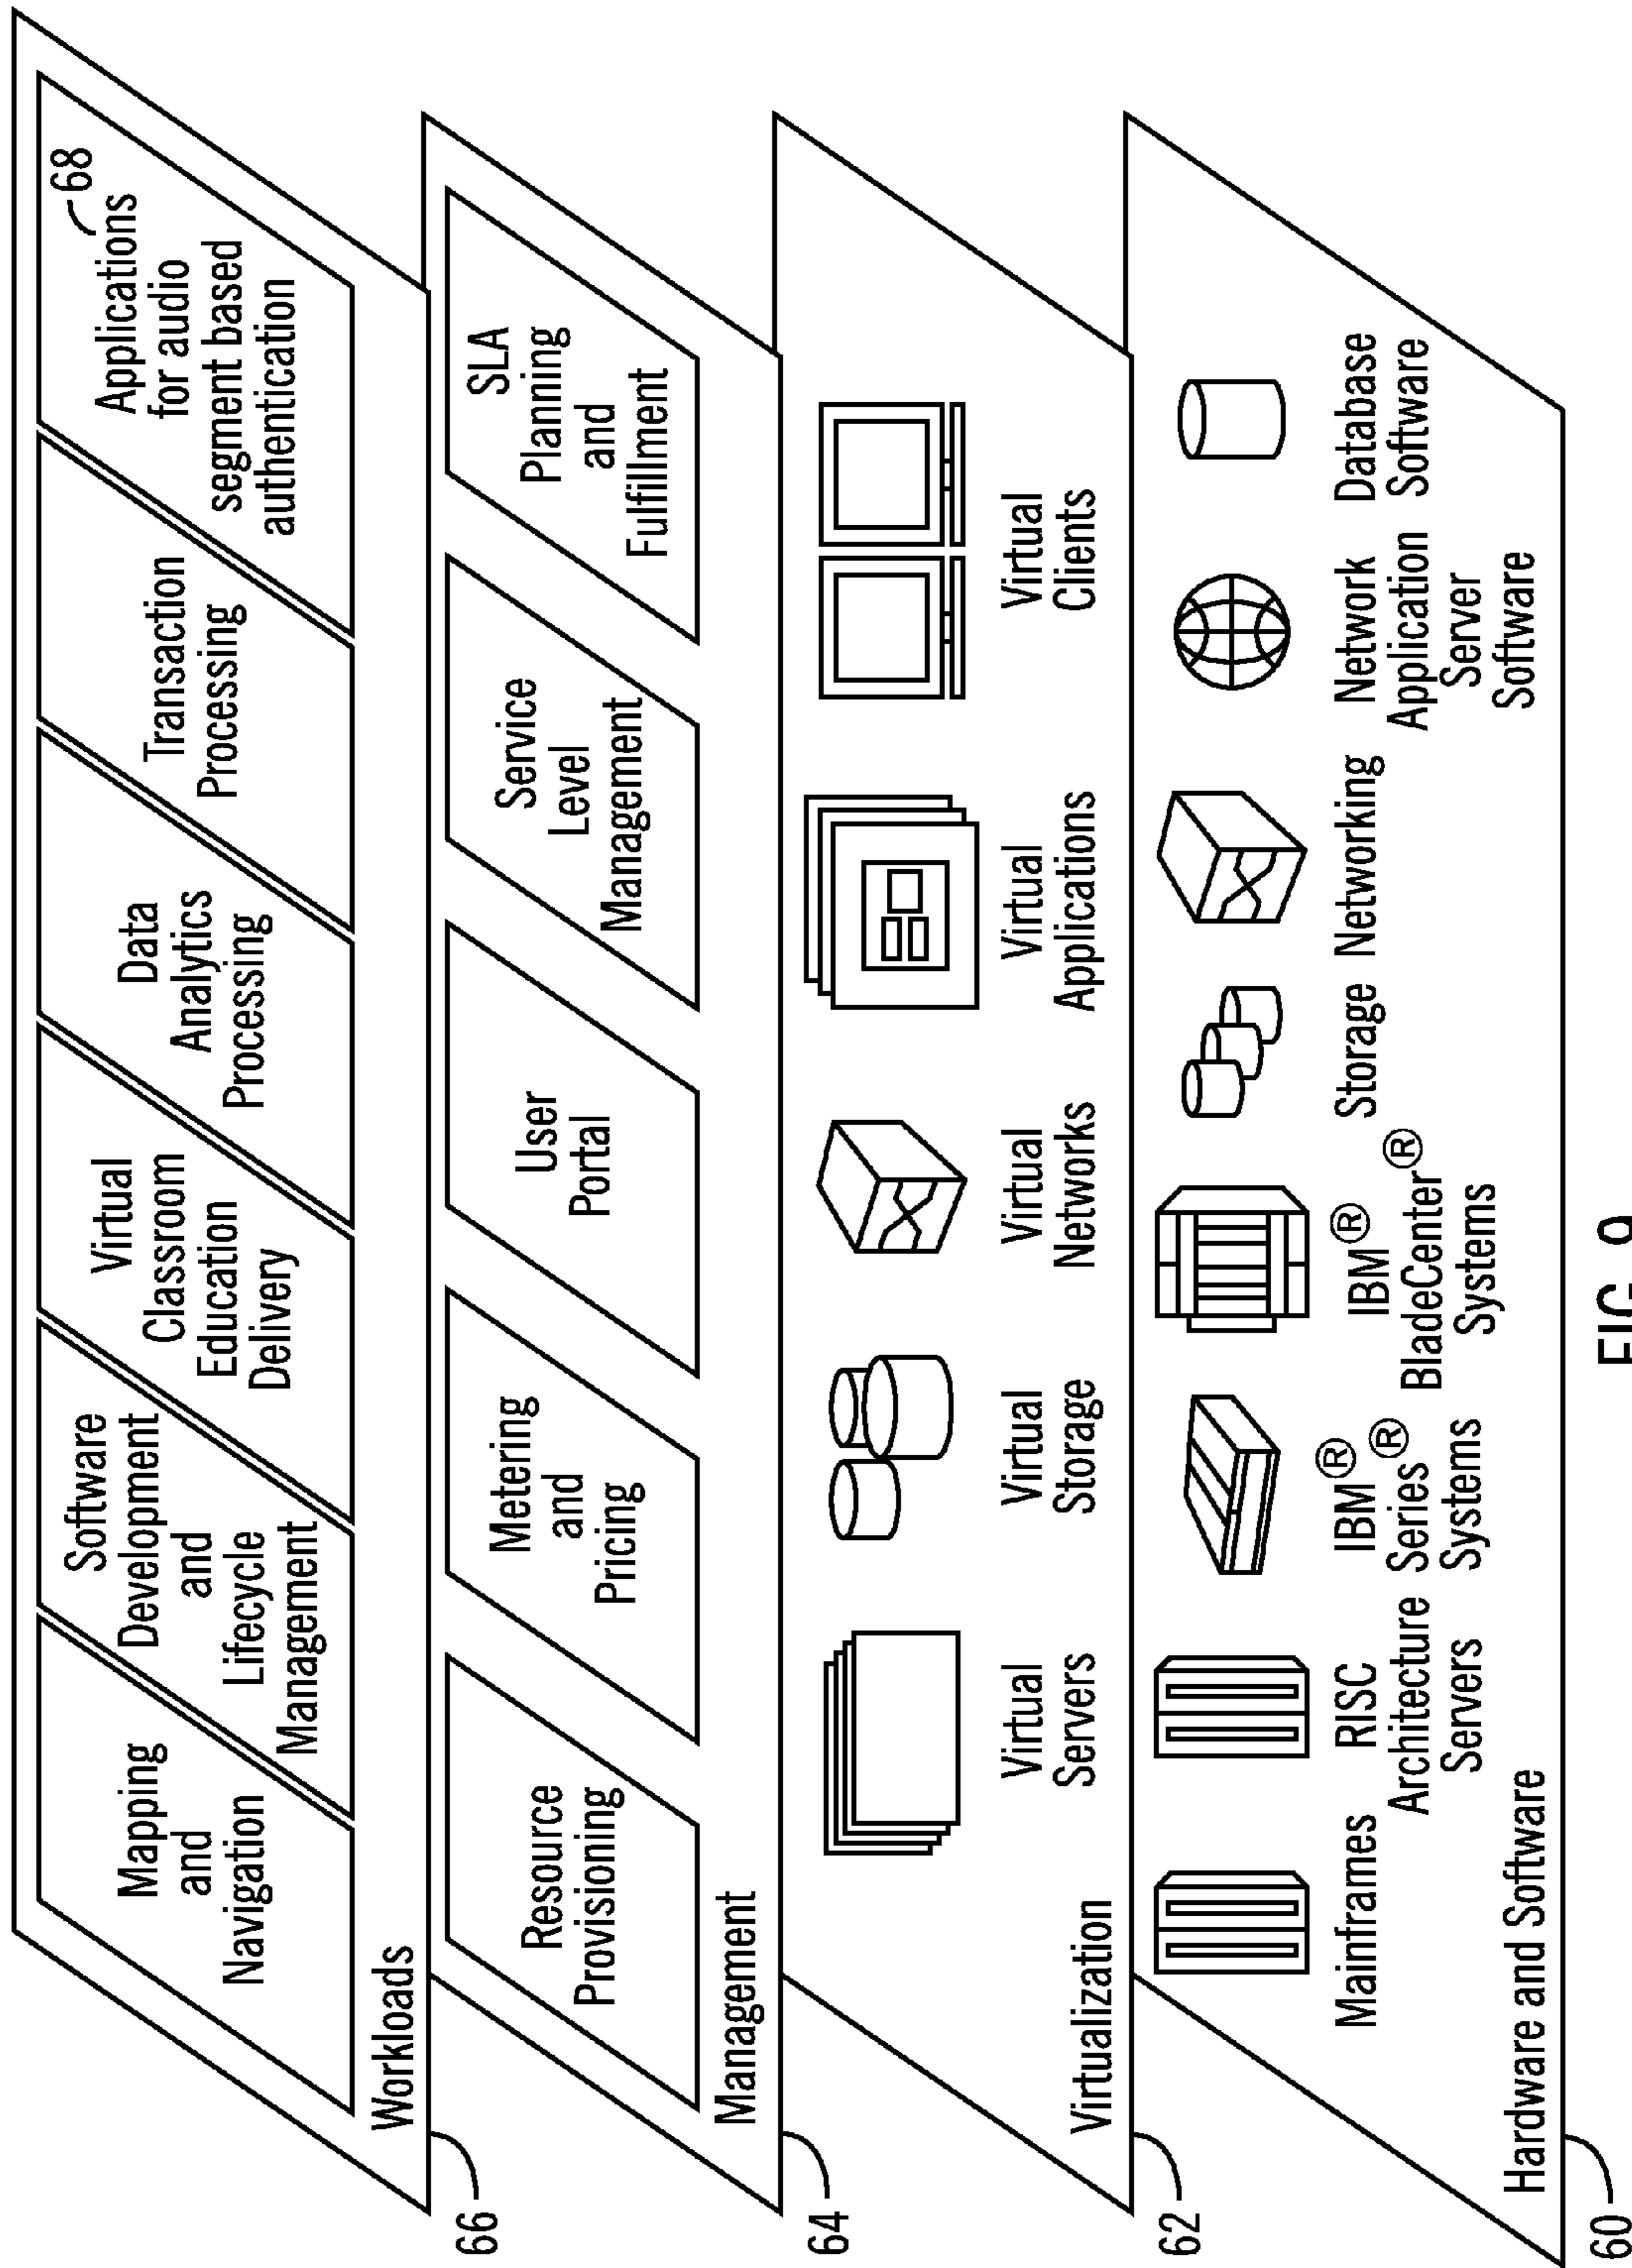 68
Mapping
and
Navigation
Software
Development
and
Lifecycle
Management
Virtual
Classroom
Education
Delivery
Data
Analytics
Processing
Transaction
Processing
Applications
for audio
segment based
authentication
Workloads
66
Resource
Provisioning
Metering
and
Pricing
User
Portal
Service
Level
Management
SLA
Planning
and
Fulfillment
Management
64
Virtual
Servers
Virtual
Storage
Virtual
Networks
Virtual
Applications
Virtual
Clients
Virtualization
62
Mainframes
RISC
Architecture
Servers
IBM®
Series®
Systems
IBM®
BladeCenter®
Systems
Storage
Networking
Network
Application
Server
Software
Database
Software
Hardware and Software
60